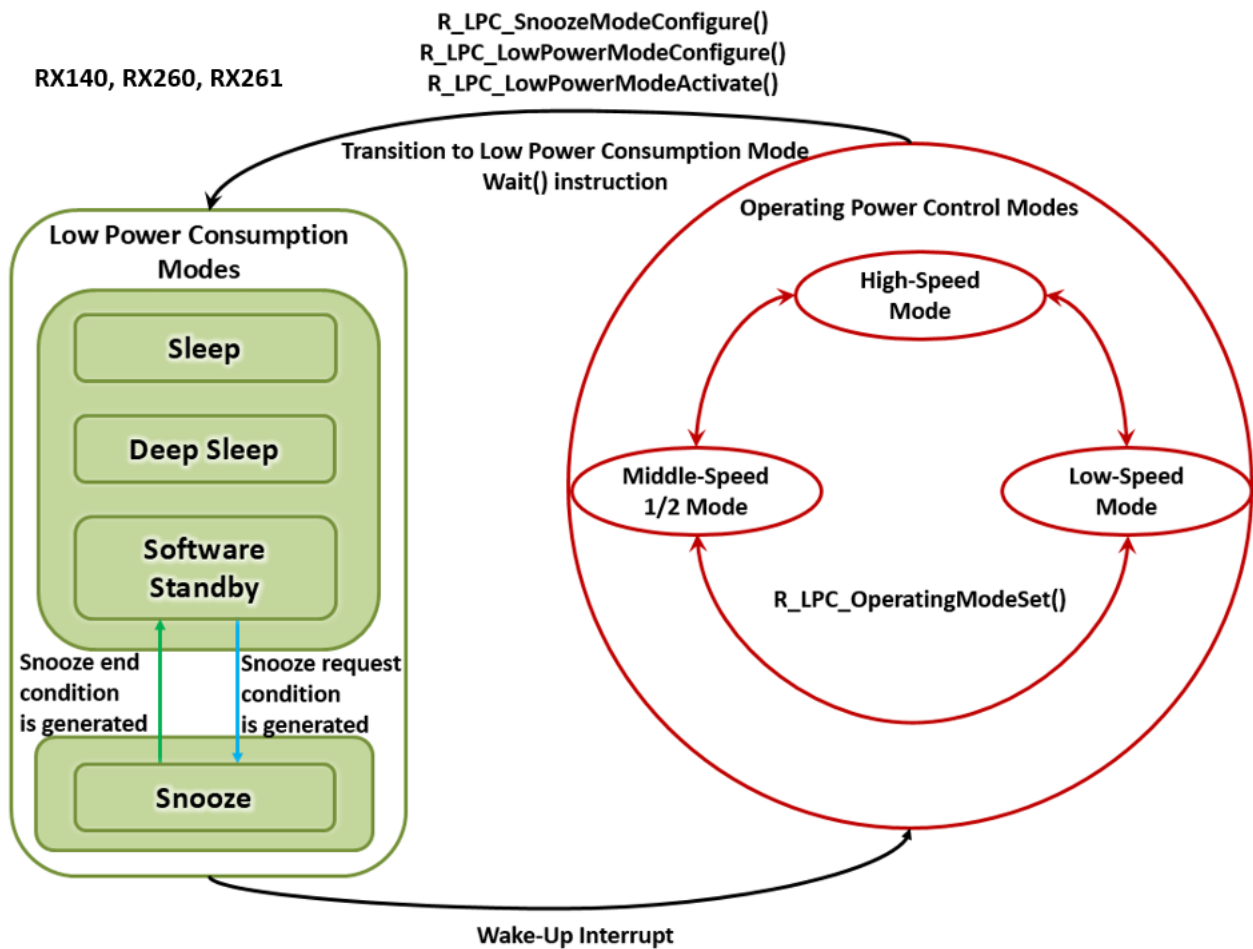 R_LPC_SnoozeModeConfigure()
R_LPC_LowPowerModeConfigure()
R_LPC_LowPowerModeActivate()
RX140, RX260, RX261
Transition to Low Power Consumption Mode
Wait() instruction
Low Power Consumption
Modes
Sleep
Deep Sleep
Software
Standby
Snooze end
condition
is generated
Snooze request
condition
is generated
Snooze
Operating Power Control Modes
High-Speed
Mode
Middle-Speed
1/2 Mode
Low-Speed
Mode
R_LPC_OperatingModeSet()
Wake-Up Interrupt